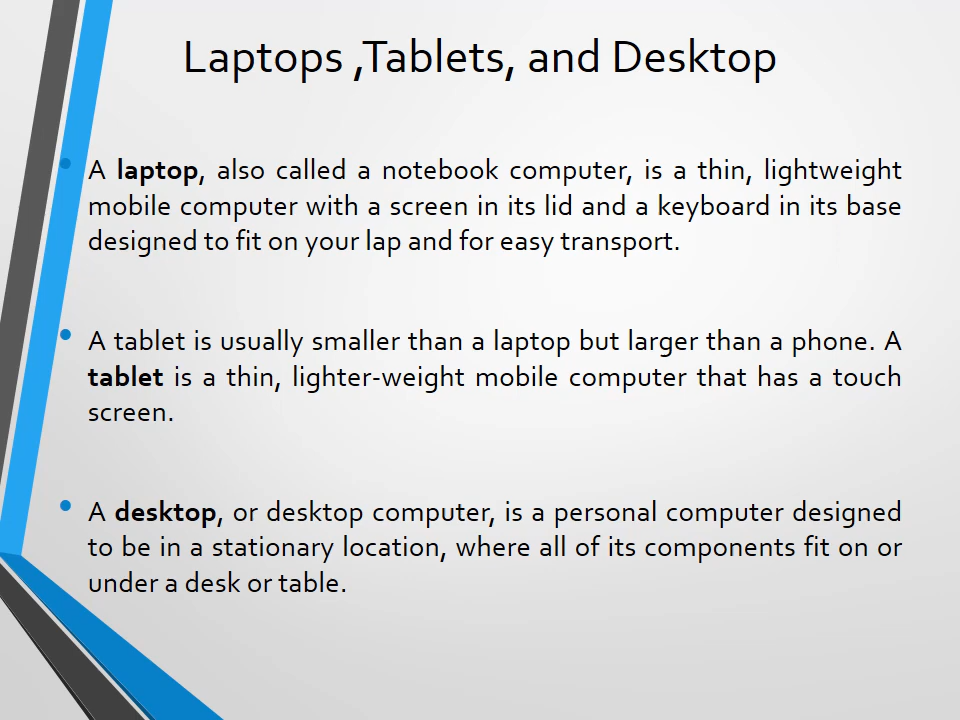 Laptops ,Tablets, and Desktop
• A laptop, also called a notebook computer, is a thin, lightweight
mobile computer with a screen in its lid and a keyboard in its base
designed to fit on your lap and for easy transport.
• A tablet is usually smaller than a laptop but larger than a phone. A
tablet is a thin, lighter-weight mobile computer that has a touch
screen.
• A desktop, or desktop computer, is a personal computer designed
to be in a stationary location, where all of its components fit on or
under a desk or table.